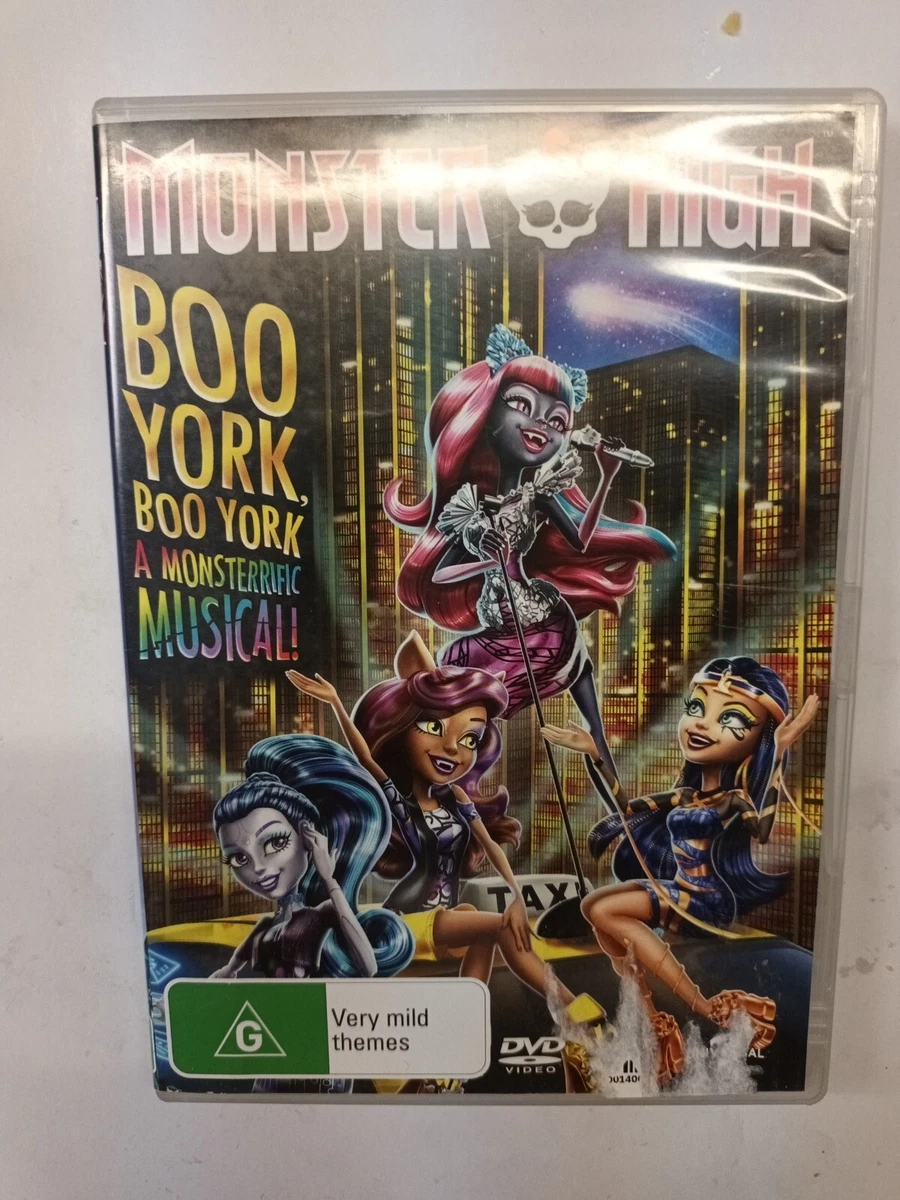 MONSTER HIGH
BOO
YORK,
BOO YORK
A MONSTERRIFIC
MUSICAL!
TAXI
G
Very mild
themes
DVD
VIDEO